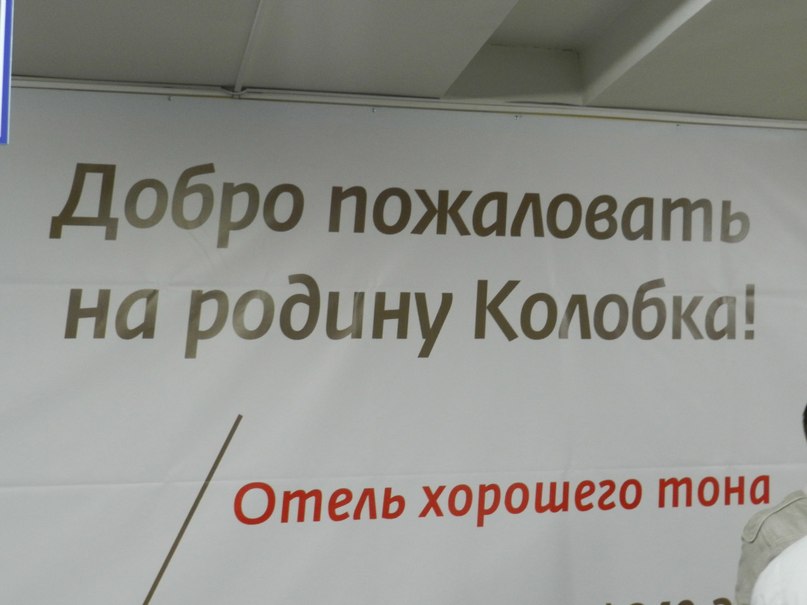 Добро пожаловать
на родину Колобка!
Отель хорошего тона